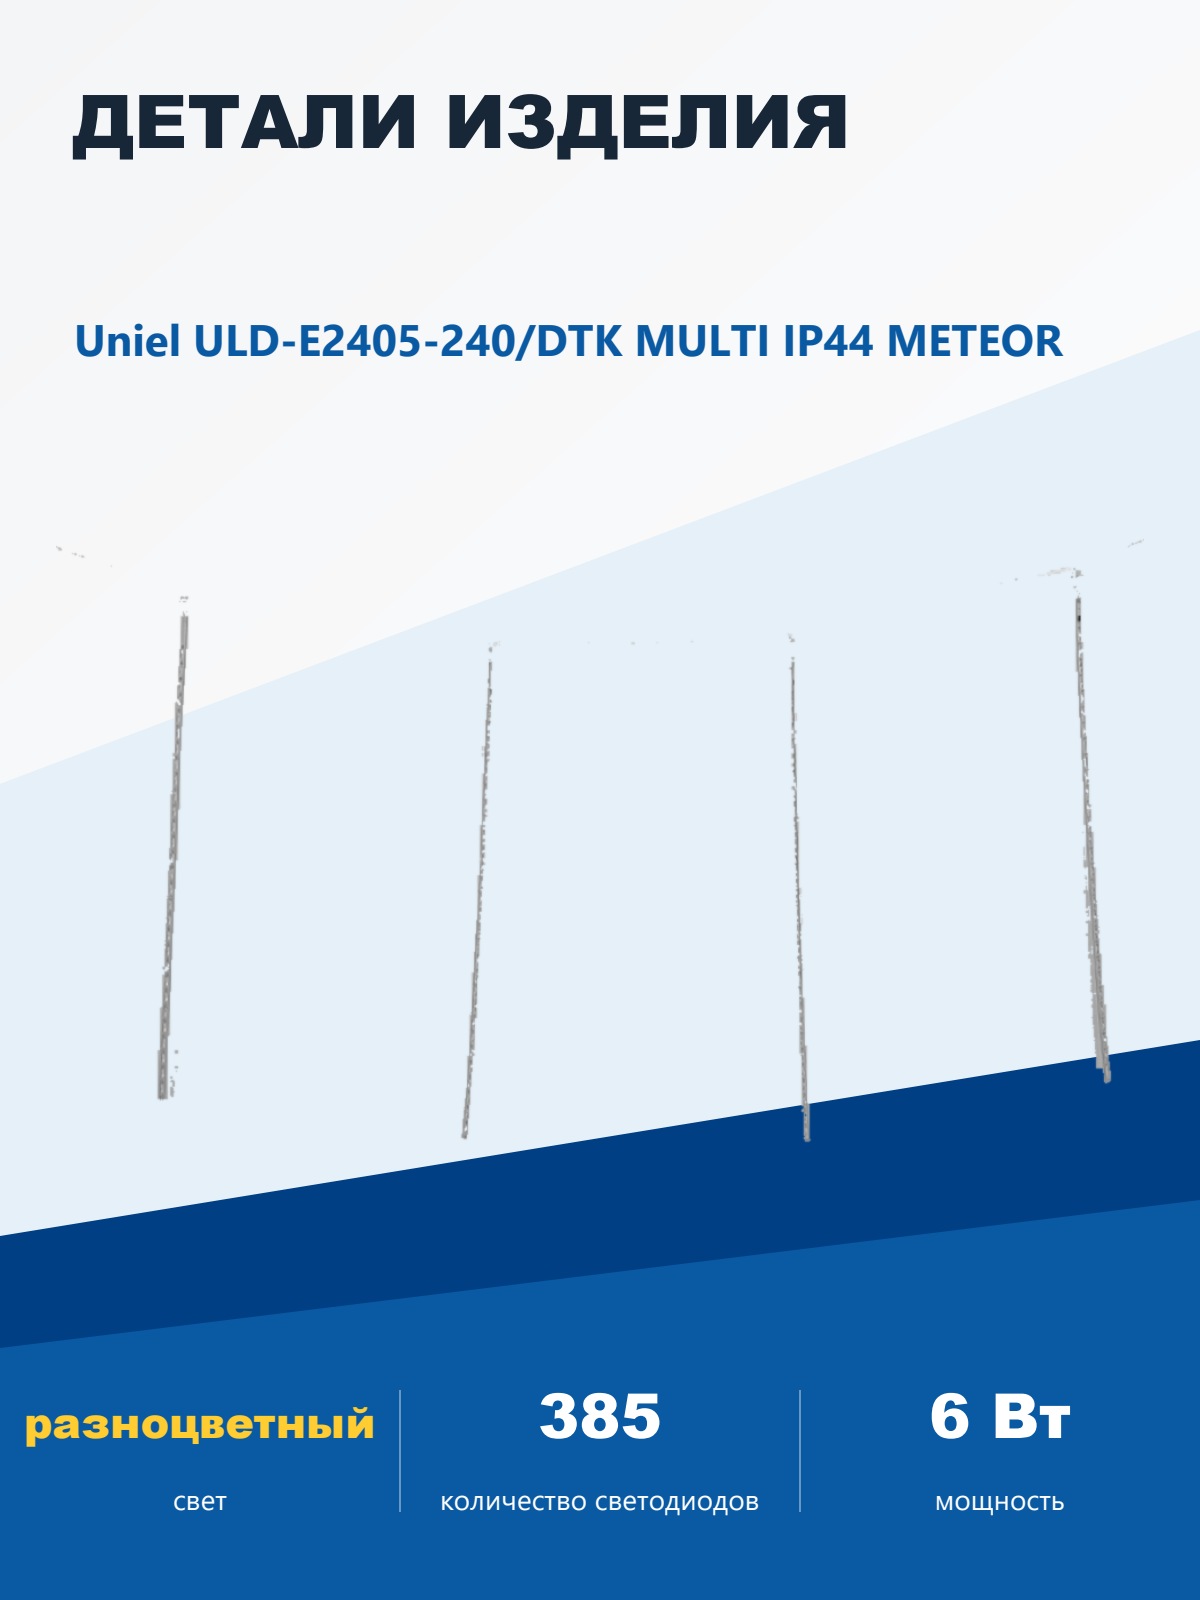 ДЕТАЛИ ИЗДЕЛИЯ
Uniel ULD-E2405-240/DTK MULTI IP44 METEOR
разноцветный
свет
385
количество светодиодов
6 Вт
мощность